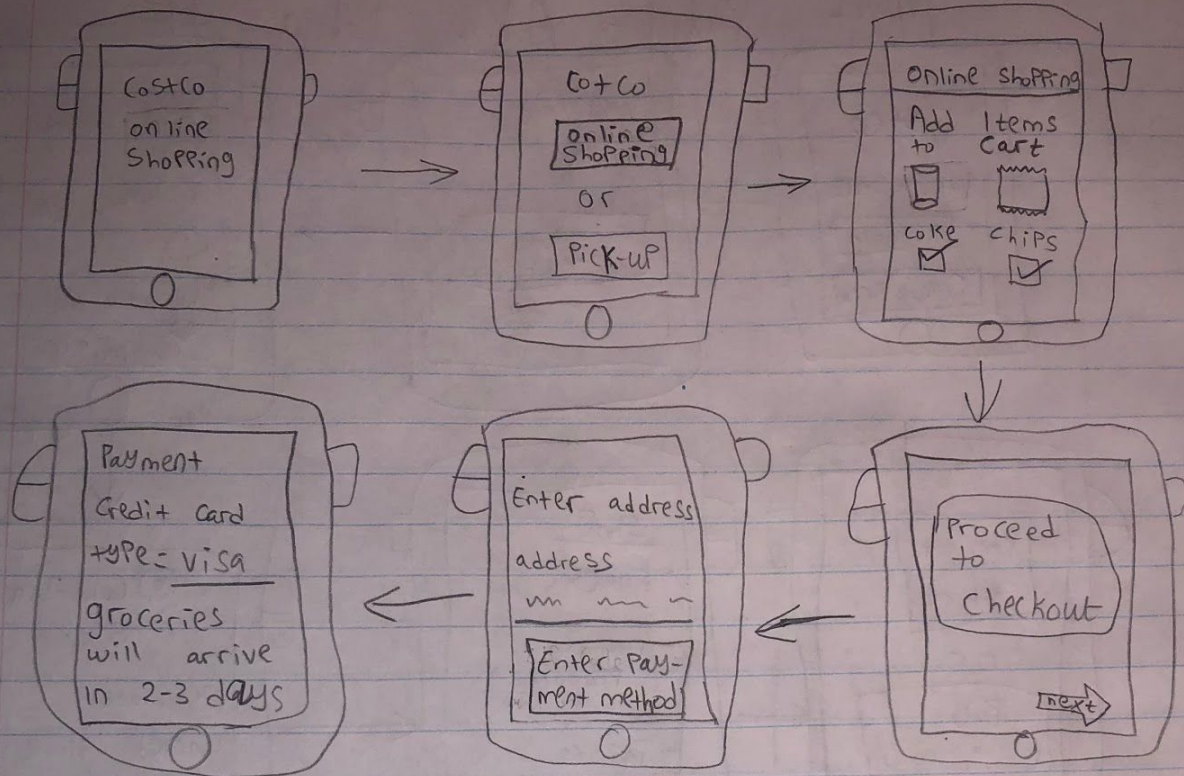 Costco
online
Shopping
Cotco
online
Shopping
or
Pick-up
Online Shopping
Add Items
to Cart
Coke Chips
Proceed
to
Checkout
next
Enter address
address
Enter Pay-
ment method
Payment
Credit Card
type= visa
groceries
will arrive
in 2-3 days